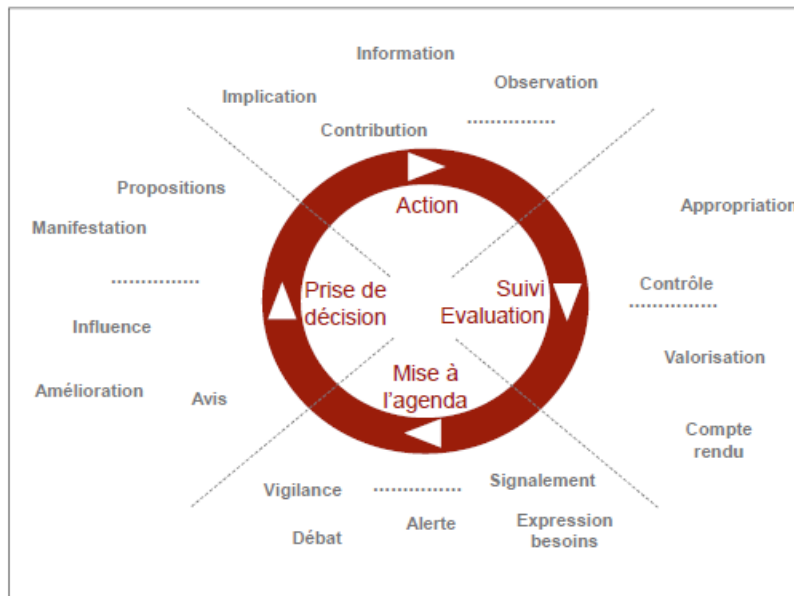 Information
Observation
Implication
Contribution
...............
Action
Propositions
Manifestation
...............
Influence
Amélioration
Avis
Prise de
décision
Appropriation
Contrôle
...............
Valorisation
Compte
rendu
Suivi
Evaluation
Mise à
l'agenda
Vigilance
...............
Signalement
Débat
Alerte
Expression
besoins